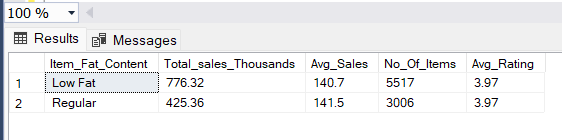 100 %
Results Messages
Item_Fat_Content Total_sales_Thousands Avg_Sales No_Of_Items Avg_Rating
1 Low Fat 776.32 140.7 5517 3.97
2 Regular 425.36 141.5 3006 3.97